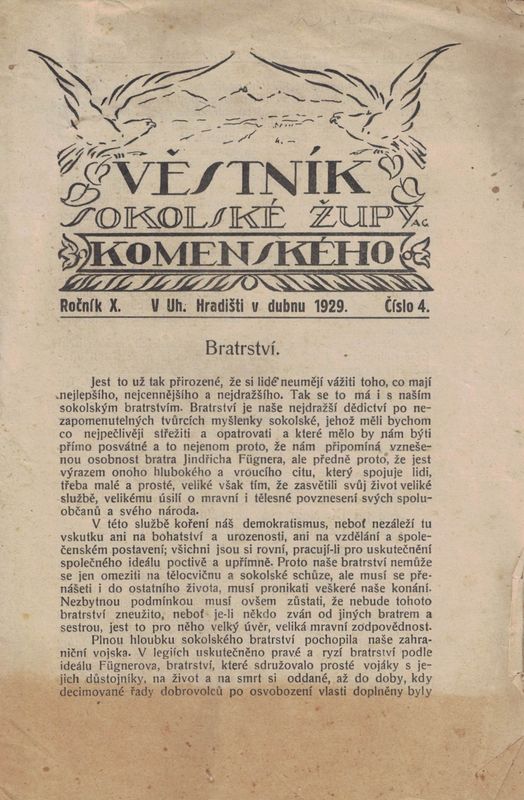 VĚSTNÍK
SOKOLSKÉ ŽUPY
AG
KOMENSKÉHO
Ročník X. V Uh. Hradišti v dubnu 1929. Číslo 4.
Bratrství.
Jest to už tak přirozené, že si lidé neumějí vážiti toho, co mají
nejlepšího, nejcennějšího a nejdražšího. Tak se to má i s naším
sokolským bratrstvím. Bratrství je naše nejdražší dědictví po ne-
zapomenutelných tvůrcích myšlenky sokolské, jehož měli bychom
co nejpečlivěji střežiti a opatrovati a které mělo by nám býti
přímo posvátné a to nejenom proto, že nám připomíná vzneše-
nou osobnost bratra Jindřicha Fügnera, ale předně proto, že jest
výrazem onoho hlubokého a vroucího citu, který spojuje lidi,
třeba malé a prosté, veliké však tím, že zasvětili svůj život veliké
službě, velikému úsilí o mravní i tělesné povznesení svých spolu-
občanů a svého národa.
V této službě koření náš demokratismus, neboť nezáleží tu
vskutku ani na bohatství a urozenosti, ani na vzdělání a spole-
čenském postavení; všichni jsou si rovní, pracují-li pro uskutečnění
společného ideálu poctivě a upřímně. Proto naše bratrství nemůže
se jen omeziti na tělocvičnu a sokolské schůze, ale musí se pře-
nášeti i do ostatního života, musí pronikati veškeré naše konání.
Nezbytnou podmínkou musí ovšem zůstati, že nebude tohoto
bratrství zneužito, neboť je-li někdo zván od jiných bratrem a
sestrou, jest to pro něho velký úvěr, veliká mravní zodpovědnost.
Plnou hloubku sokolského bratrství pochopila naše zahra-
niční vojska. V legiích uskutečněno pravé a ryzí bratrství podle
ideálu Fügnerova, bratrství, které sdružovalo prosté vojáky s je-
jich důstojníky, na život a na smrt si oddané, až do doby, kdy
decimované řady dobrovolců po osvobození vlasti doplněny byly